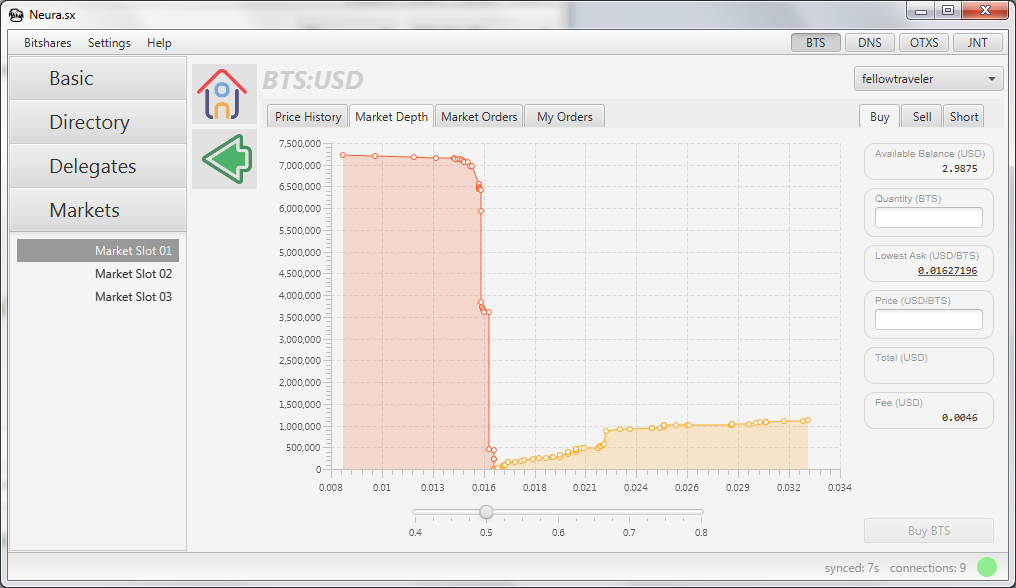 Neura.sx
Bitshares Settings Help
BTS DNS OTXS JNT
Basic
Directory
Delegates
Markets
Market Slot 01
Market Slot 02
Market Slot 03
BTS:USD
fellowtraveler
Price History Market Depth Market Orders My Orders
Buy Sell Short
7,500,000
7,000,000
6,500,000
6,000,000
5,500,000
5,000,000
4,500,000
4,000,000
3,500,000
3,000,000
2,500,000
2,000,000
1,500,000
1,000,000
500,000
0
0.008 0.01 0.013 0.016 0.018 0.021 0.024 0.026 0.029 0.032 0.034
0.4 0.5 0.6 0.7 0.8
Available Balance (USD)
2.9875
Quantity (BTS)
Lowest Ask (USD/BTS)
0.01627196
Price (USD/BTS)
Total (USD)
Fee (USD)
0.0046
Buy BTS
synced: 7s connections: 9